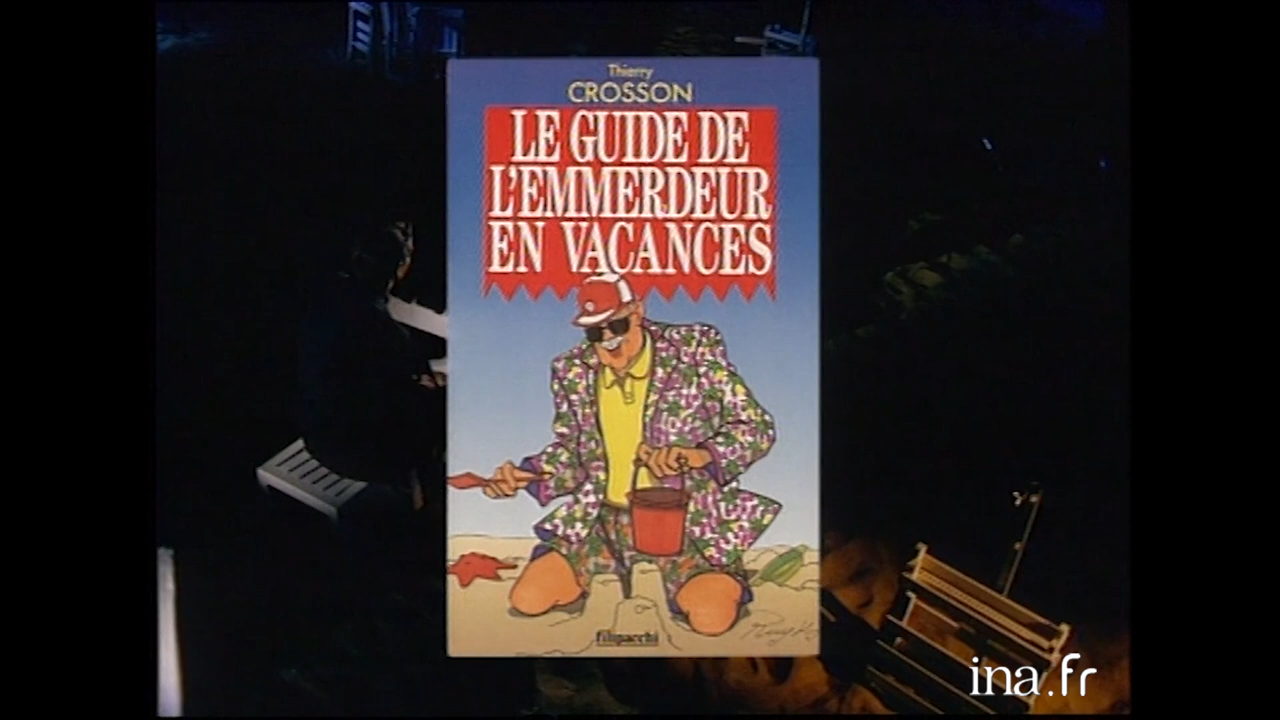 Thierry
CROSSON
LE GUIDE DE
L'EMMERDEUR
EN VACANCES
filipacchi
ina.fr